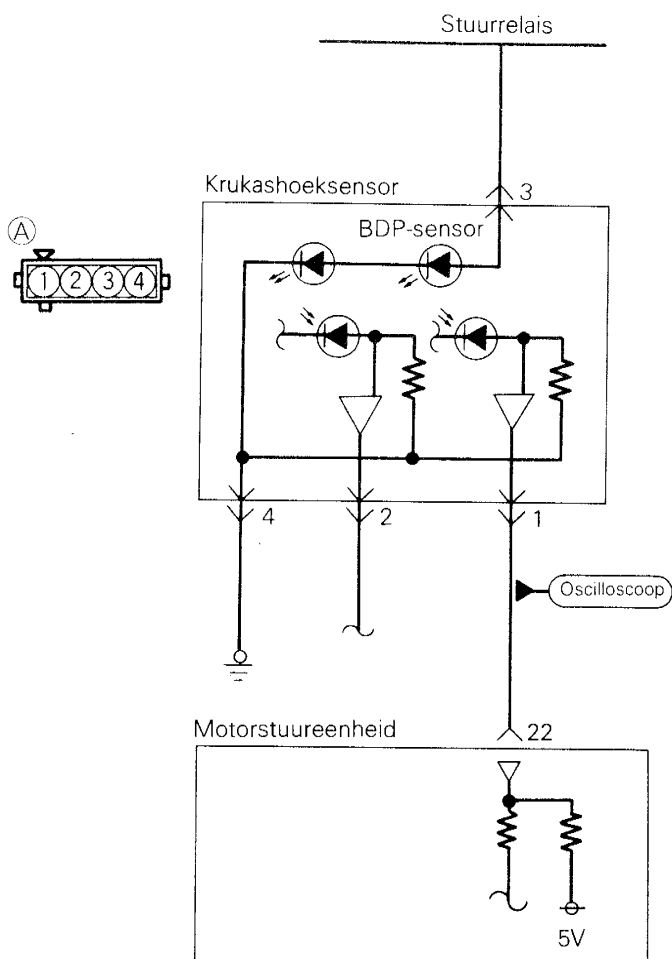 Stuurrelais
Krukashoeksensor
3
BDP-sensor
A
1 2 3 4
4
2
1
Oscilloscoop
Motorstuureenheid
22
5V